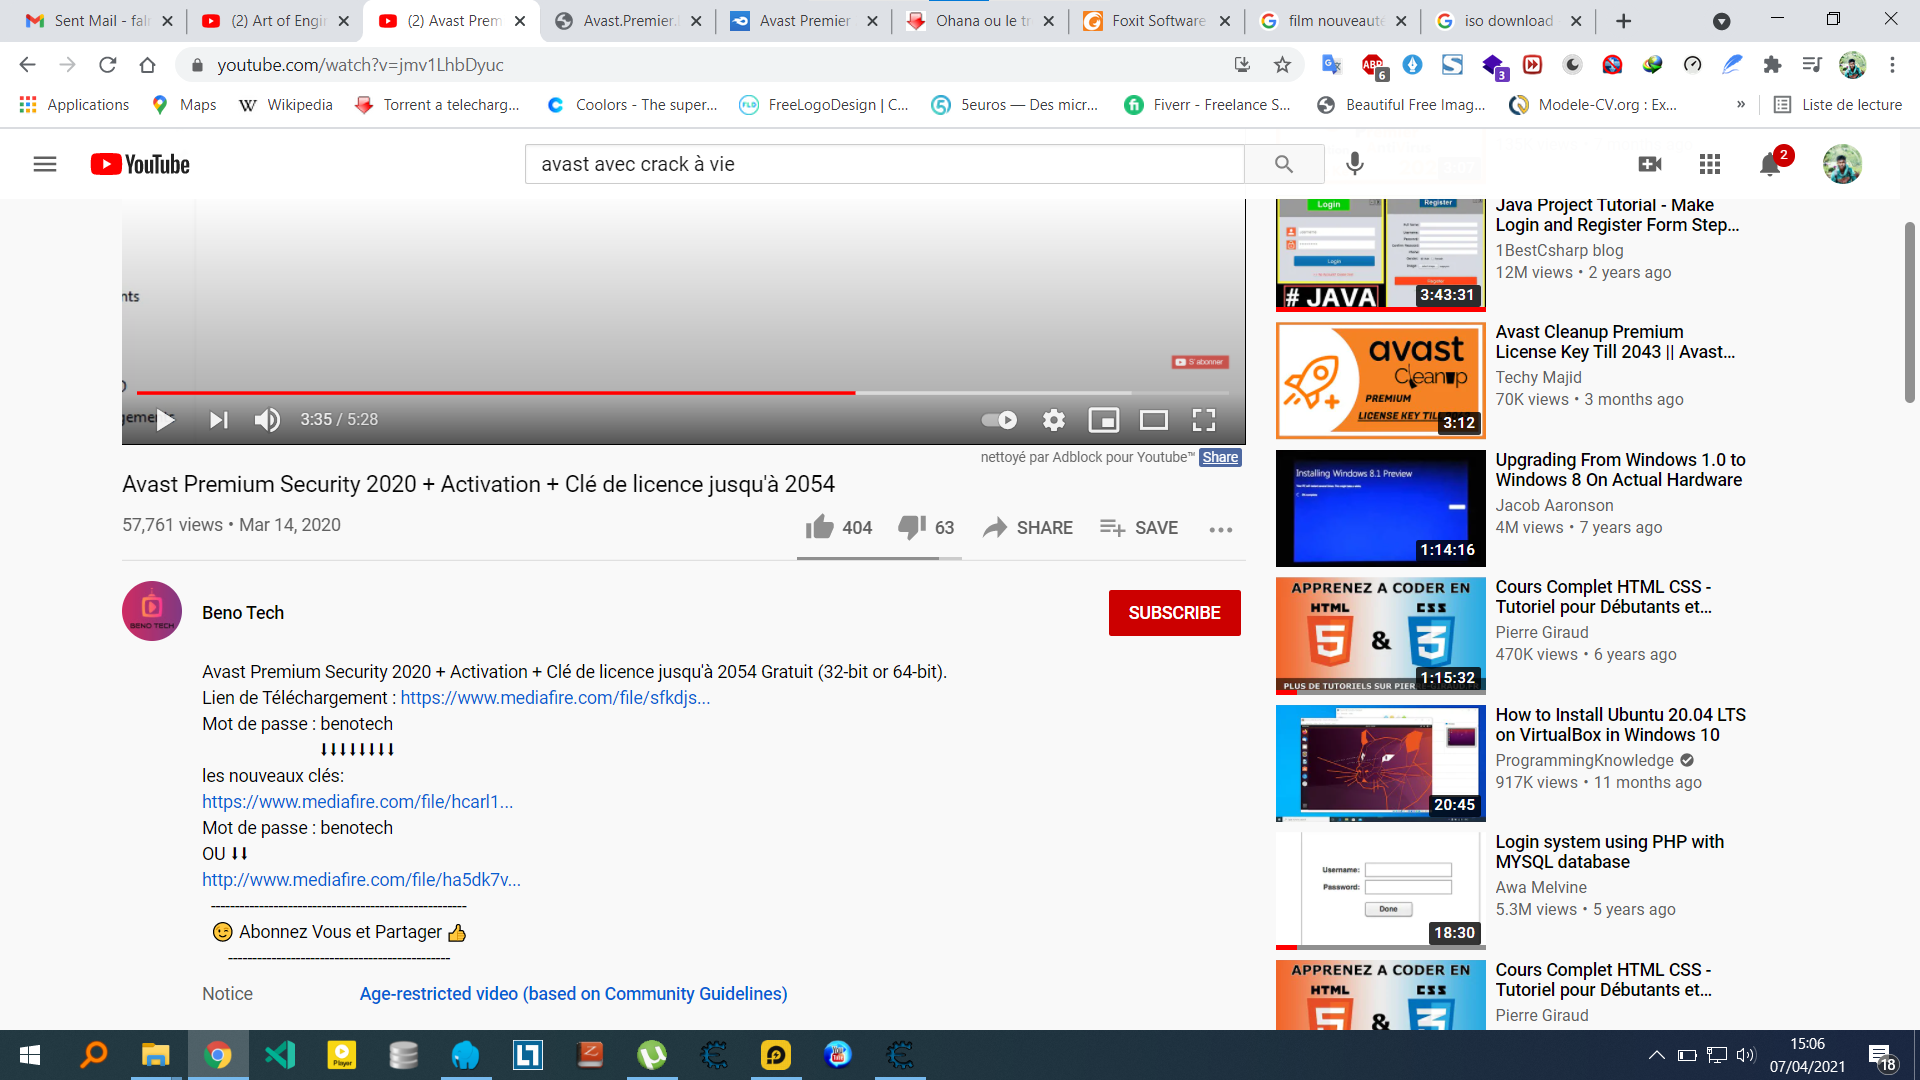 Sent Mail - faln
(2) Art of Engin
(2) Avast Prem
Avast.Premier.
Avast Premier
Ohana ou le tr
Foxit Software
film nouveauté
iso download
youtube.com/watch?v=jmv1LhbDyuc
6
3
Applications
Maps
Wikipedia
Torrent a telecharg...
Coolors - The super...
FreeLogoDesign | C...
5euros — Des micr...
Fiverr - Freelance S...
Beautiful Free Imag...
Modele-CV.org : Ex...
»
Liste de lecture
YouTube
avast avec crack à vie
2
nts
S'abonner
3:35 / 5:28
nettoyé par Adblock pour Youtube™ Share
Avast Premium Security 2020 + Activation + Clé de licence jusqu'à 2054
57,761 views • Mar 14, 2020
404
63
SHARE
SAVE
BENO TECH
Beno Tech
SUBSCRIBE
Avast Premium Security 2020 + Activation + Clé de licence jusqu'à 2054 Gratuit (32-bit or 64-bit).
Lien de Téléchargement : https://www.mediafire.com/file/sfkdjs...
Mot de passe : benotech
⬇⬇⬇⬇⬇⬇⬇⬇
les nouveaux clés:
https://www.mediafire.com/file/hcarl1...
Mot de passe : benotech
OU ⬇⬇
http://www.mediafire.com/file/ha5dk7v...
------------------------------------------------------
😉 Abonnez Vous et Partager 👍
-----------------------------------------------
Notice
Age-restricted video (based on Community Guidelines)
Login
Register
Login
# JAVA
3:43:31
Java Project Tutorial - Make
Login and Register Form Step...
1BestCsharp blog
12M views • 2 years ago
avast
Cleanup
PREMIUM
LICENSE KEY TILL
3:12
Avast Cleanup Premium
License Key Till 2043 || Avast...
Techy Majid
70K views • 3 months ago
Installing Windows 8.1 Preview
1:14:16
Upgrading From Windows 1.0 to
Windows 8 On Actual Hardware
Jacob Aaronson
4M views • 7 years ago
APPRENEZ A CODER EN
HTML
CSS
5 & 3
PLUS DE TUTORIELS SUR
1:15:32
Cours Complet HTML CSS -
Tutoriel pour Débutants et...
Pierre Giraud
470K views • 6 years ago
20:45
How to Install Ubuntu 20.04 LTS
on VirtualBox in Windows 10
ProgrammingKnowledge
917K views • 11 months ago
Username:
Password:
Done
18:30
Login system using PHP with
MYSQL database
Awa Melvine
5.3M views • 5 years ago
APPRENEZ A CODER EN
HTML
CSS
5 & 3
Cours Complet HTML CSS -
Tutoriel pour Débutants et...
Pierre Giraud
Player
15:06
07/04/2021
18